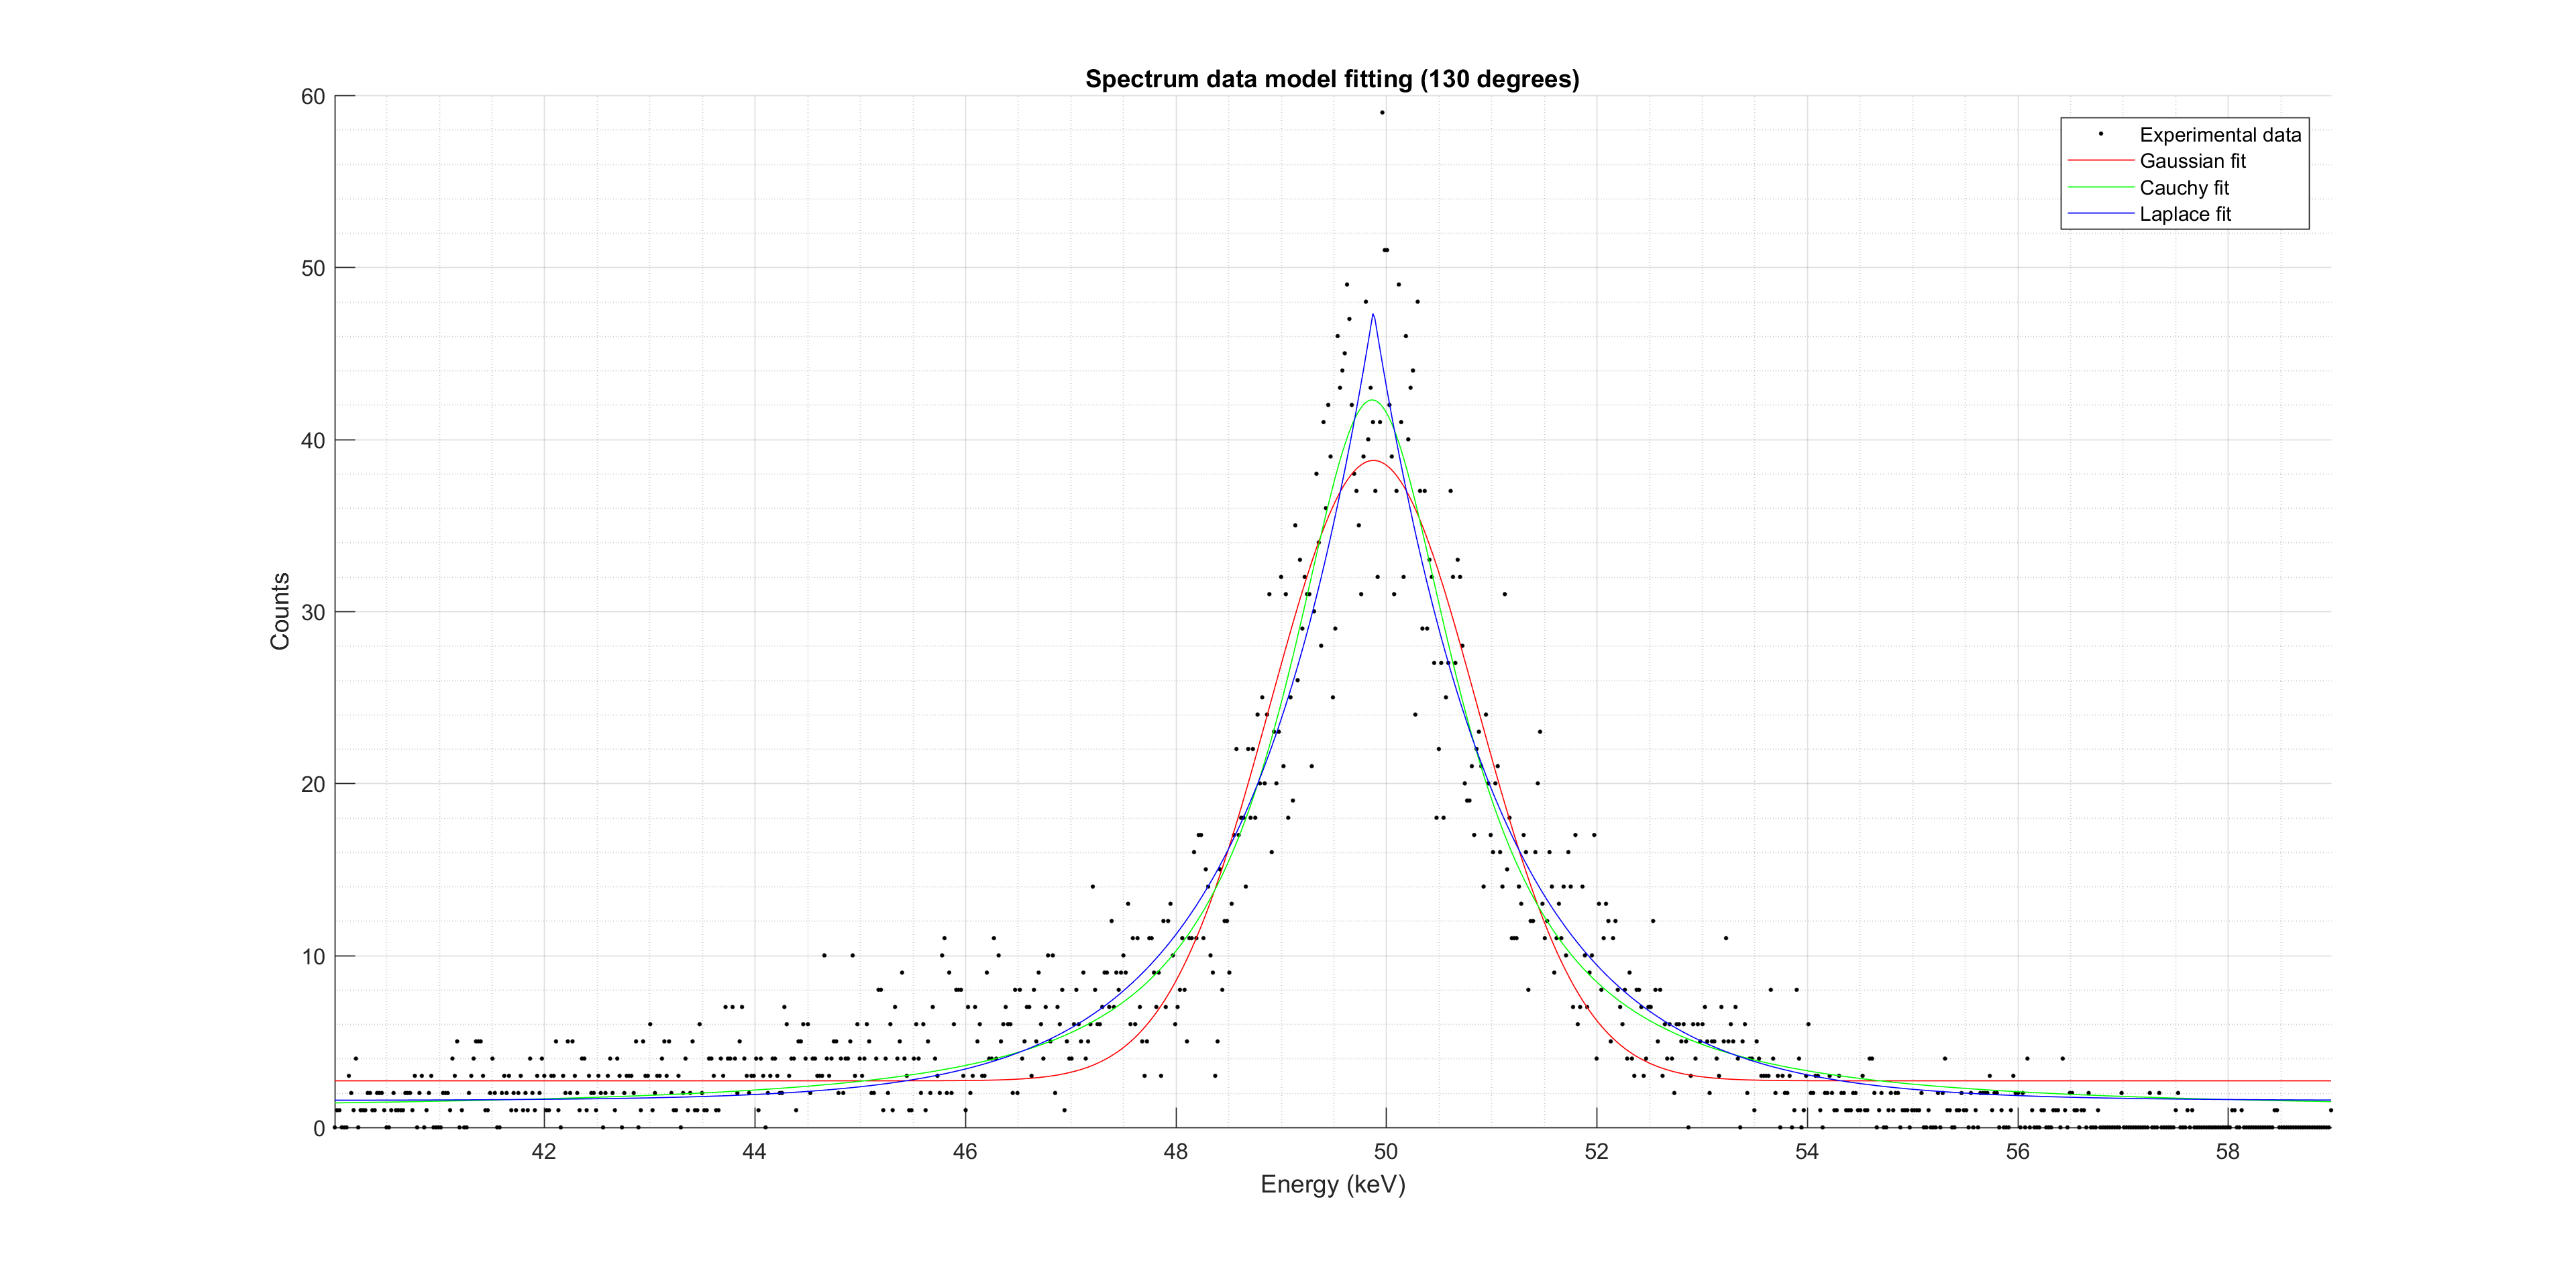 Spectrum data model fitting (130 degrees)
60
50
40
30
20
10
0
Counts
42 44 46 48 50 52 54 56 58
Energy (keV)
Experimental data
Gaussian fit
Cauchy fit
Laplace fit